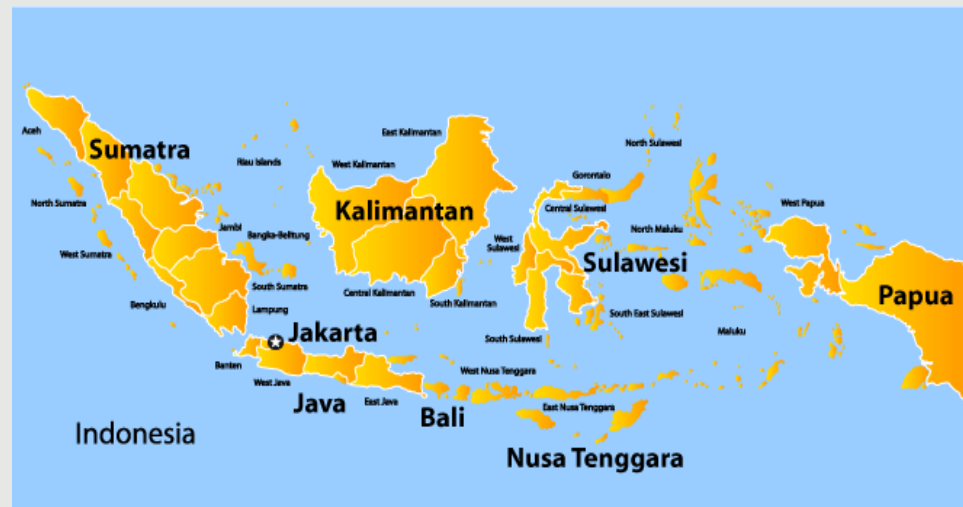 Aceh
Sumatra
North Sumatra
West Sumatra
Bengkulu
Riau Islands
Jambi
Bangka-Belitung
South Sumatra
Lampung
East Kalimantan
West Kalimantan
Kalimantan
Central Kalimantan
South Kalimantan
North Sulawesi
Gorontalo
Central Sulawesi
West
Sulawesi
North Maluku
Sulawesi
South East Sulawesi
South Sulawesi
Maluku
West Papua
Papua
Jakarta
Banten
West Java
Java
East Java
Bali
West Nusa Tenggara
East Nusa Tenggara
Nusa Tenggara
Indonesia